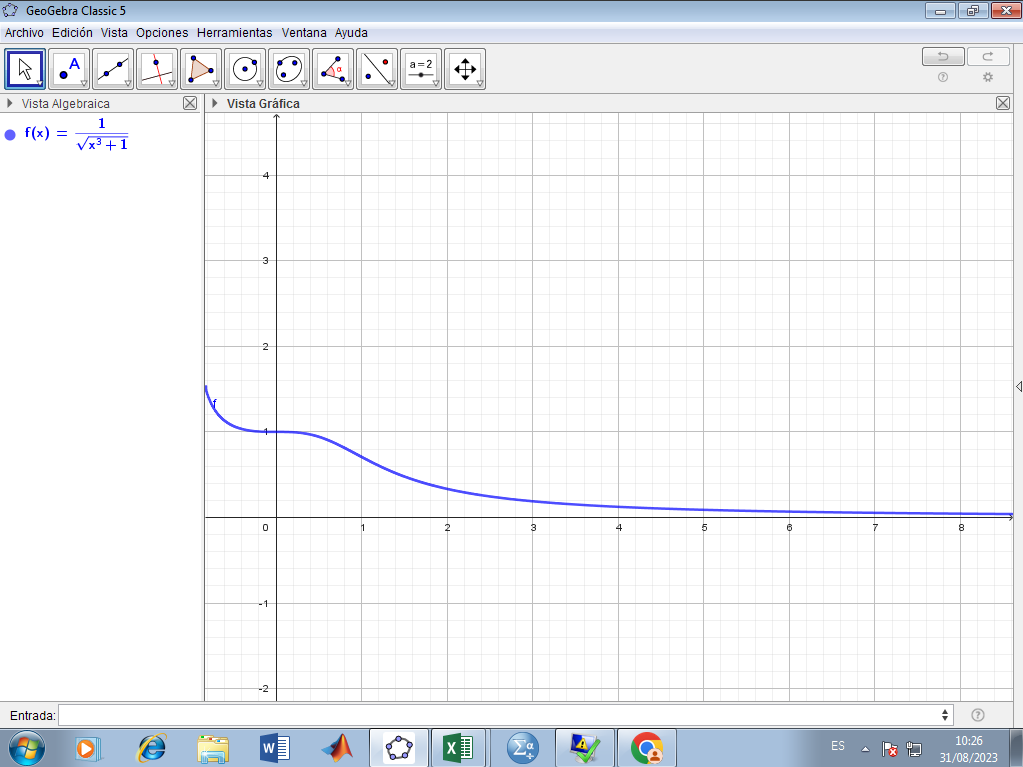 GeoGebra Classic 5
Archivo Edición Vista Opciones Herramientas Ventana Ayuda
A
α
a=2
Vista Algebraica
Vista Gráfica
f(x) = 1/√(x³+1)
4
3
2
f
1
0 1 2 3 4 5 6 7 8
-1
-2
Entrada:
ES
10:26
31/08/2023